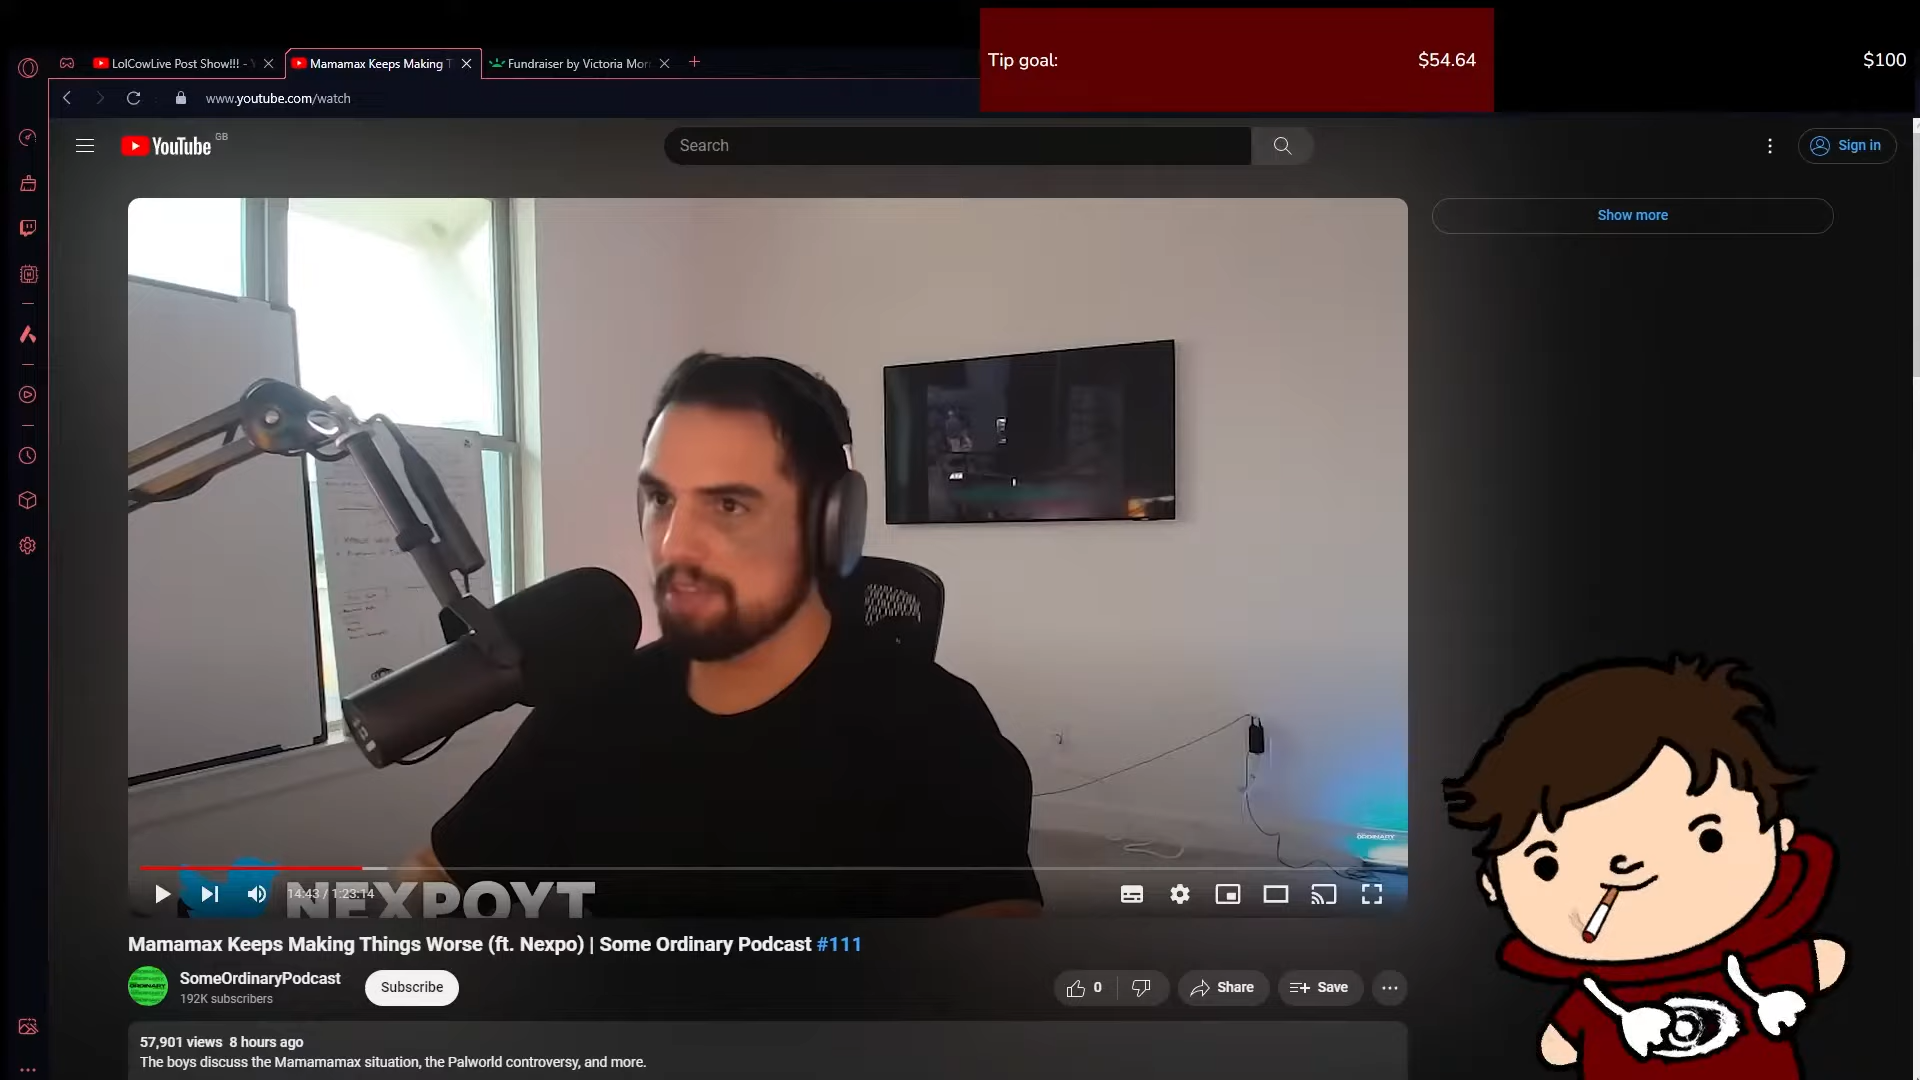 Tip goal:
$54.64
$100
LolCowLive Post Show!!! -
Mamamax Keeps Making T
Fundraiser by Victoria Mor
www.youtube.com/watch
YouTube
GB
Search
Sign in
Show more
ORDINARY
NEXPOYT
14:43 / 1:23:14
Mamamax Keeps Making Things Worse (ft. Nexpo) | Some Ordinary Podcast #111
ORDINARY
SomeOrdinaryPodcast
192K subscribers
Subscribe
0
Share
Save
57,901 views 8 hours ago
The boys discuss the Mamamamax situation, the Palworld controversy, and more.